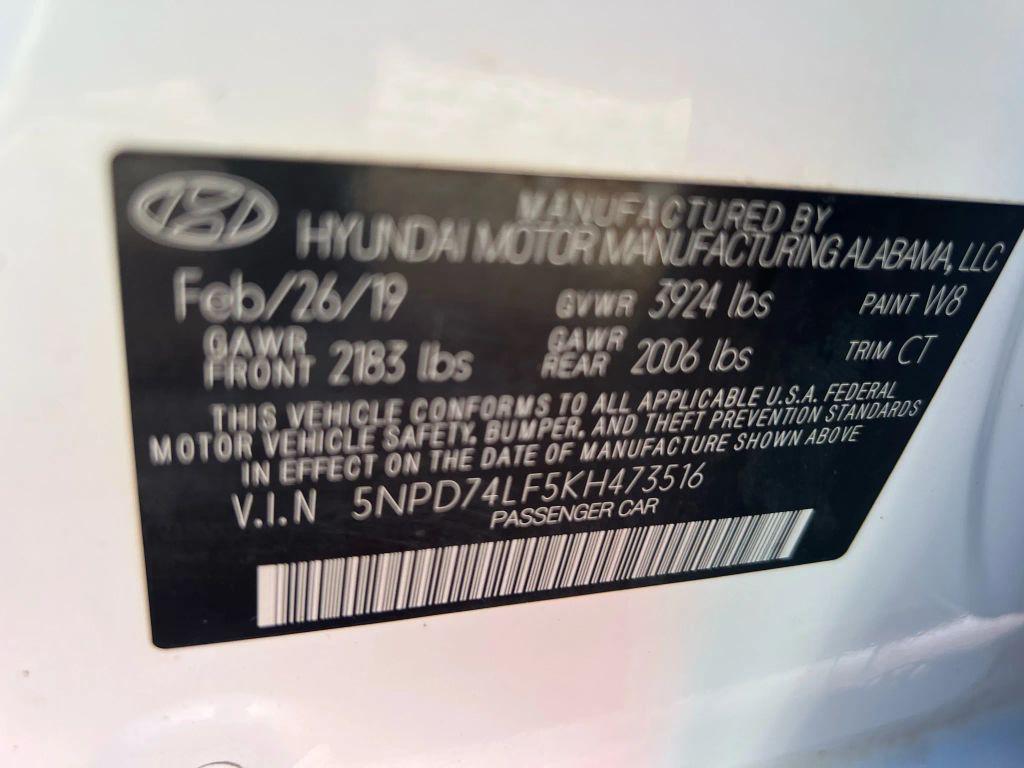 MANUFACTURED BY
HYUNDAI MOTOR MANUFACTURING ALABAMA, LLC
Feb/26/19 GVWR 3924 lbs PAINT W8
GAWR FRONT 2183 lbs GAWR REAR 2006 lbs TRIM CT
THIS VEHICLE CONFORMS TO ALL APPLICABLE U.S.A. FEDERAL
MOTOR VEHICLE SAFETY, BUMPER, AND THEFT PREVENTION STANDARDS
IN EFFECT ON THE DATE OF MANUFACTURE SHOWN ABOVE
V.I.N 5NPD74LF5KH473516
PASSENGER CAR